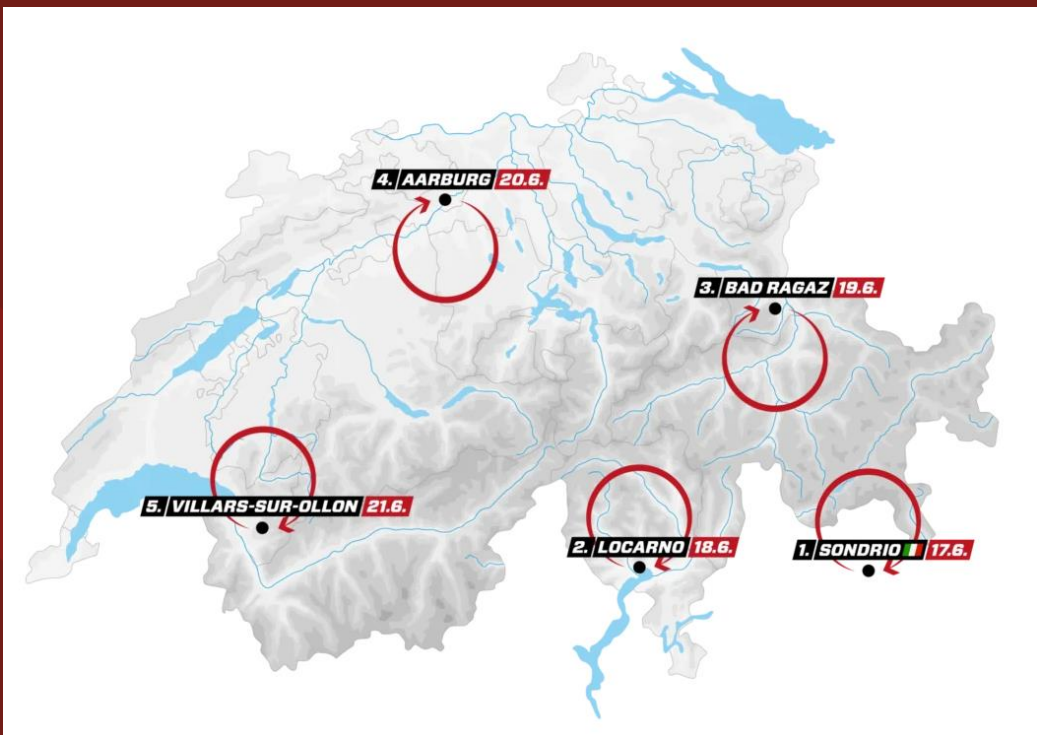 4. AARBURG 20.6.
3. BAD RAGAZ 19.6.
5. VILLARS-SUR-OLLON 21.6.
2. LOCARNO 18.6.
1. SONDRIO 17.6.